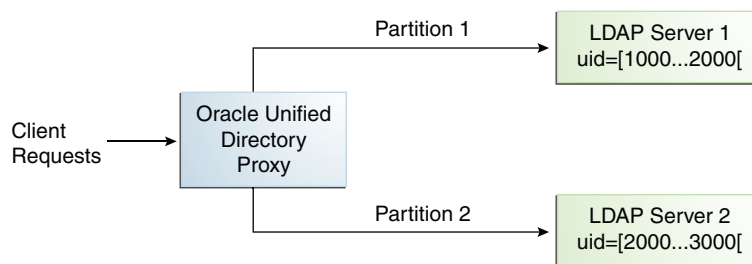 Partition 1
LDAP Server 1
uid=[1000...2000[
Client
Requests
Oracle Unified
Directory
Proxy
Partition 2
LDAP Server 2
uid=[2000...3000[